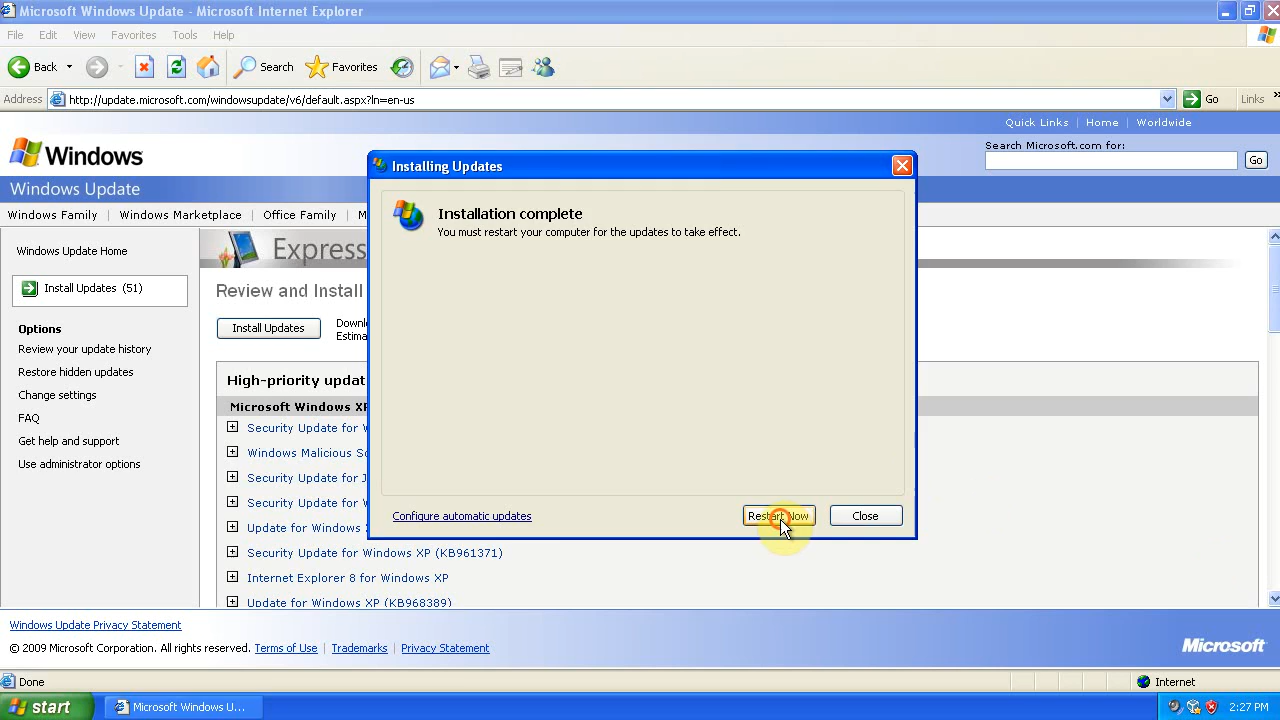 Microsoft Windows Update - Microsoft Internet Explorer
File Edit View Favorites Tools Help
Back Search Favorites
Address http://update.microsoft.com/windowsupdate/v6/default.aspx?ln=en-us Go Links »
Quick Links | Home | Worldwide
Windows
Search Microsoft.com for:
Go
Windows Update
Windows Family | Windows Marketplace | Office Family | M
Installing Updates
Installation complete
You must restart your computer for the updates to take effect.
Configure automatic updates
Restart Now
Close
Windows Update Home
Install Updates (51)
Options
Review your update history
Restore hidden updates
Change settings
FAQ
Get help and support
Use administrator options
Express
Review and Install
Install Updates
Downl
Estima
High-priority updat
Microsoft Windows XP
Security Update for W
Windows Malicious So
Security Update for J
Security Update for W
Update for Windows
Security Update for Windows XP (KB961371)
Internet Explorer 8 for Windows XP
Update for Windows XP (KB968389)
Windows Update Privacy Statement
© 2009 Microsoft Corporation. All rights reserved. Terms of Use | Trademarks | Privacy Statement
Microsoft
Done
Internet
start
Microsoft Windows U...
2:27 PM